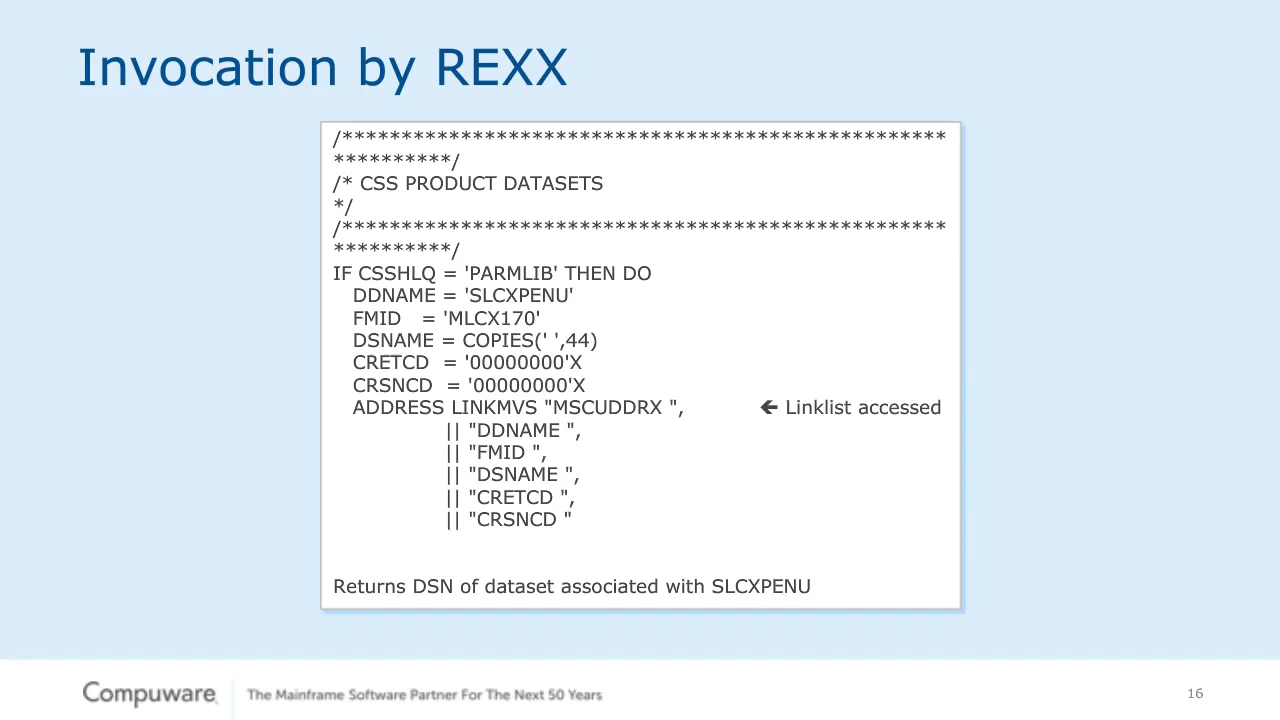 Invocation by REXX
/***************************************************
**********/
/* CSS PRODUCT DATASETS
*/
/***************************************************
**********/
IF CSSHLQ = 'PARMLIB' THEN DO
DDNAME = 'SLCXPENU'
FMID = 'MLCX170'
DSNAME = COPIES(' ',44)
CRETCD = '00000000'X
CRSNCD = '00000000'X
ADDRESS LINKMVS "MSCUDDRX ", 🡸 Linklist accessed
|| "DDNAME ",
|| "FMID ",
|| "DSNAME ",
|| "CRETCD ",
|| "CRSNCD "
Returns DSN of dataset associated with SLCXPENU
Compuware. The Mainframe Software Partner For The Next 50 Years 16